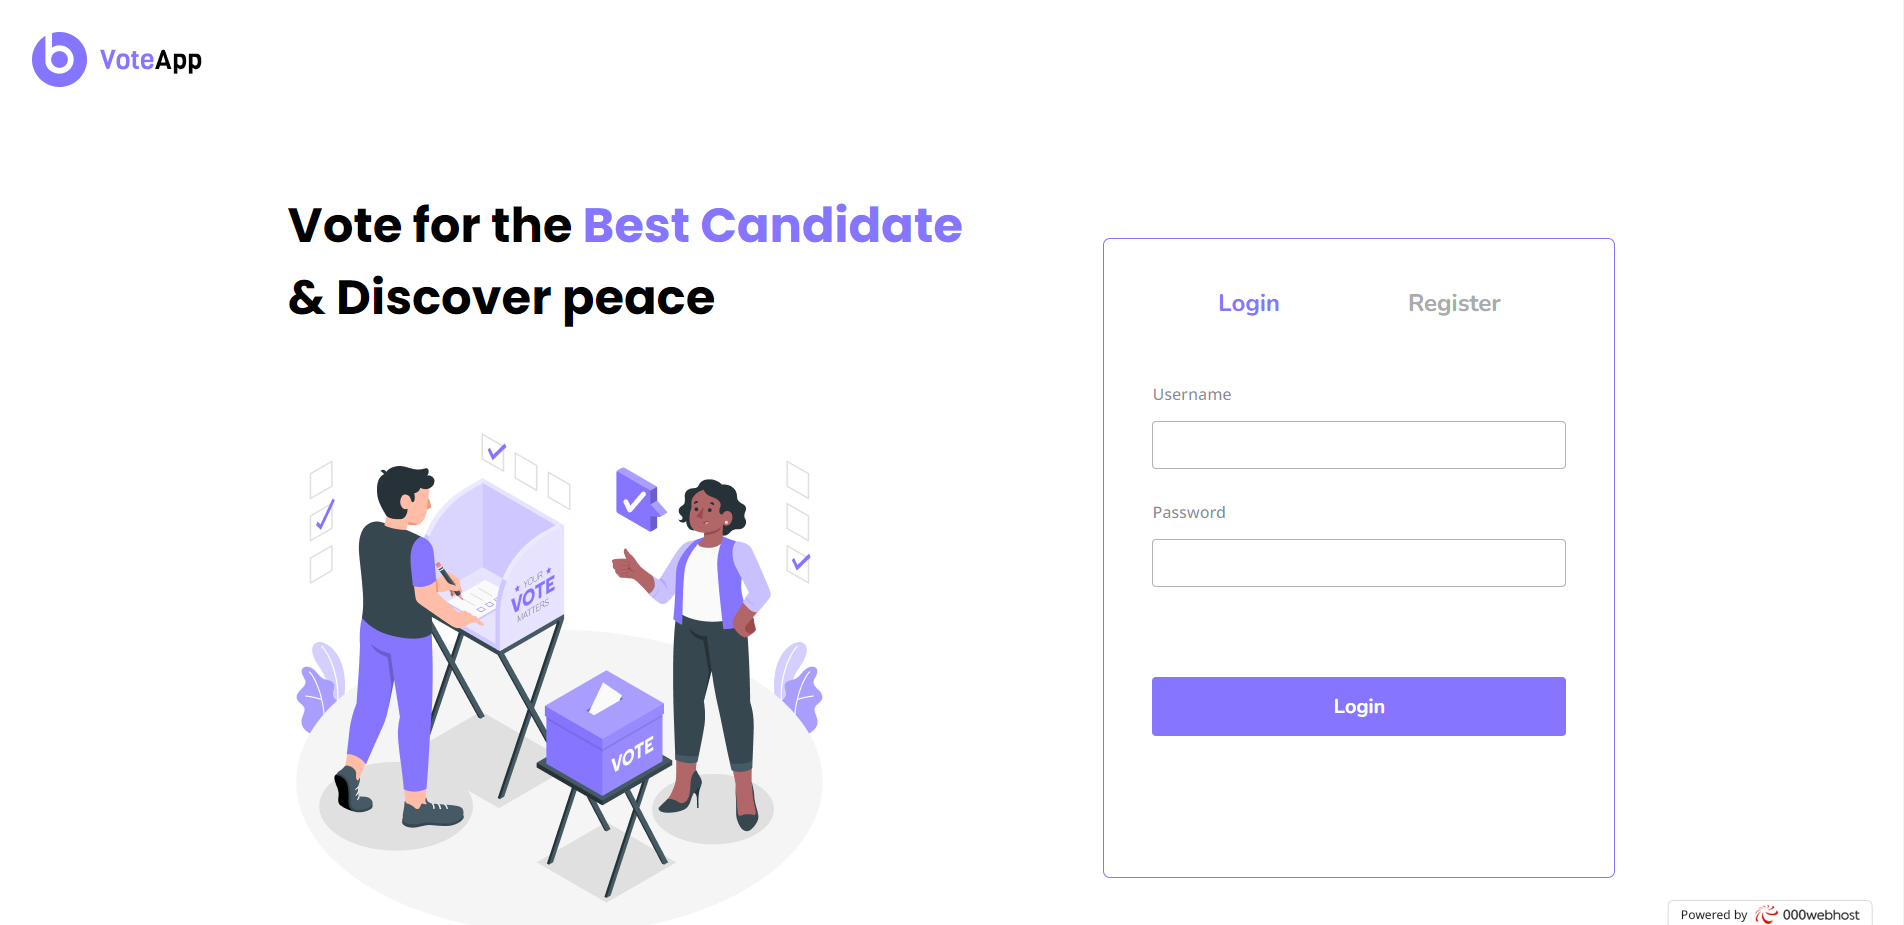 VoteApp
Vote for the Best Candidate
& Discover peace
Login
Register
Username
Password
Login
YOUR
VOTE
MATTERS
VOTE
Powered by 000webhost